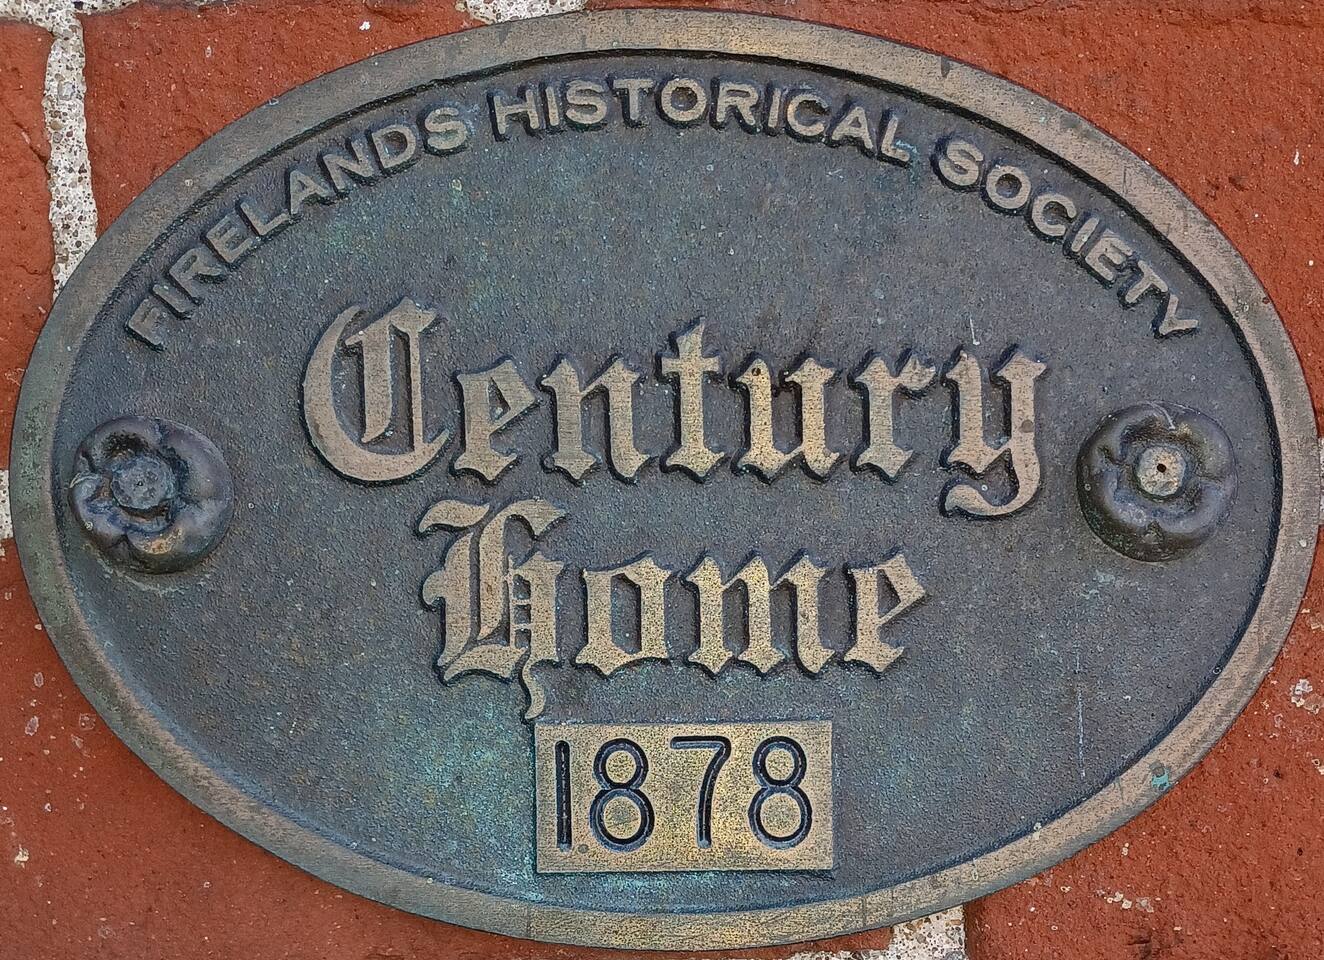 FIRELANDS HISTORICAL SOCIETY
Century
Home
1878